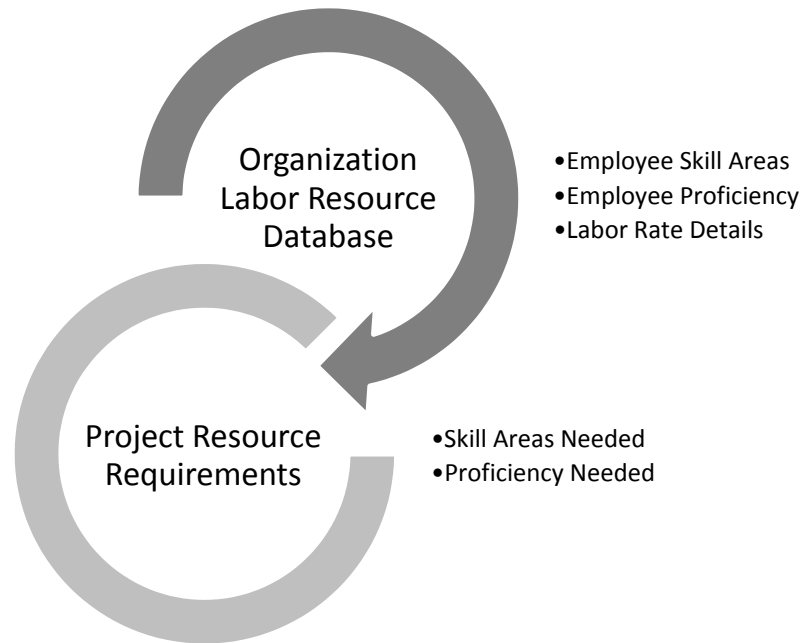 Organization
Labor Resource
Database
•Employee Skill Areas
•Employee Proficiency
•Labor Rate Details
Project Resource
Requirements
•Skill Areas Needed
•Proficiency Needed